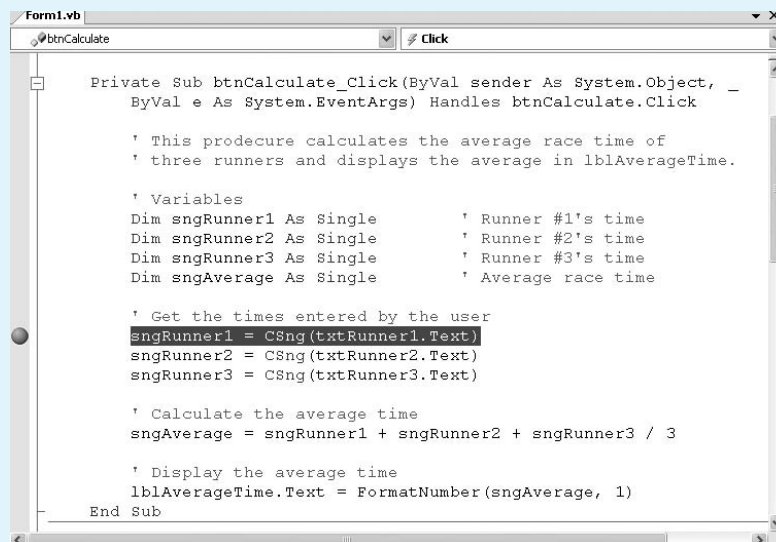 Form1.vb
btnCalculate
Click
Private Sub btnCalculate_Click(ByVal sender As System.Object, _
ByVal e As System.EventArgs) Handles btnCalculate.Click
' This prodecure calculates the average race time of
' three runners and displays the average in lblAverageTime.
' Variables
Dim sngRunner1 As Single ' Runner #1's time
Dim sngRunner2 As Single ' Runner #2's time
Dim sngRunner3 As Single ' Runner #3's time
Dim sngAverage As Single ' Average race time
' Get the times entered by the user
sngRunner1 = CSng(txtRunner1.Text)
sngRunner2 = CSng(txtRunner2.Text)
sngRunner3 = CSng(txtRunner3.Text)
' Calculate the average time
sngAverage = sngRunner1 + sngRunner2 + sngRunner3 / 3
' Display the average time
lblAverageTime.Text = FormatNumber(sngAverage, 1)
End Sub